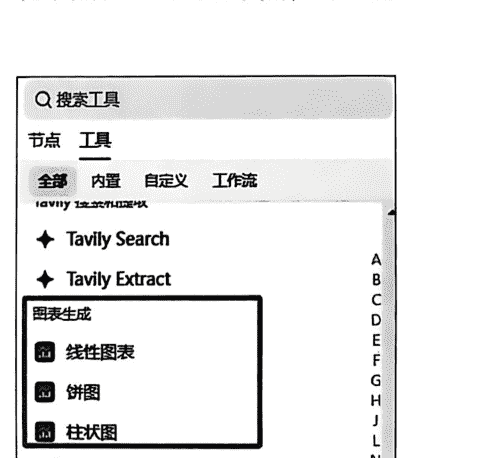 搜索工具
节点 工具
全部 内置 自定义 工作流
Tavily Search
Tavily Extract
图表生成
线性图表
饼图
柱状图
A
B
C
D
E
F
G
H
J
L